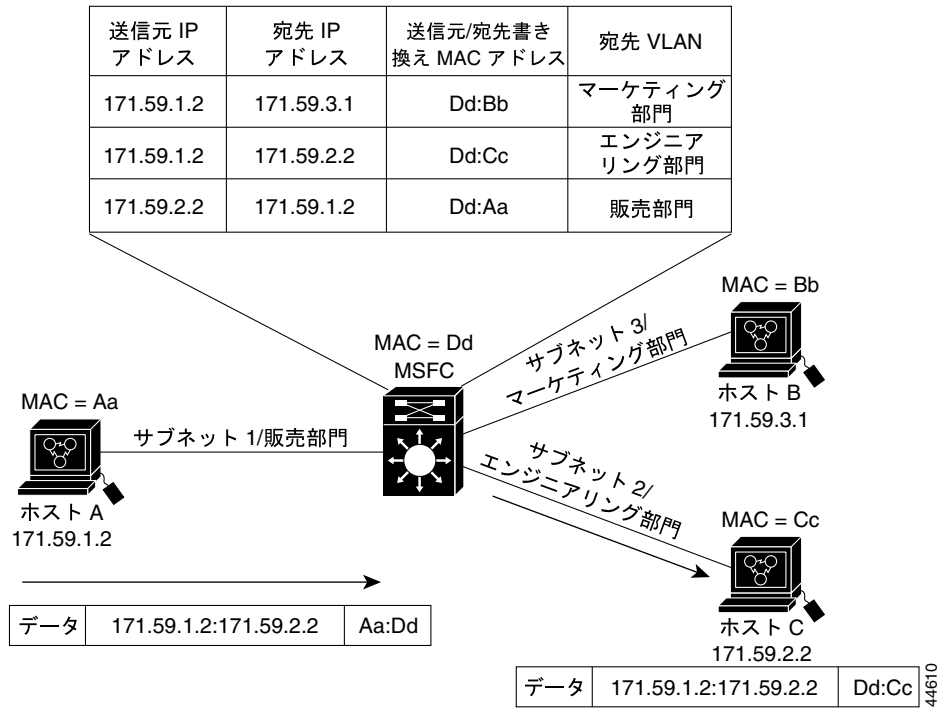 送信元 IP
アドレス
宛先 IP
アドレス
送信元/宛先書き
換え MAC アドレス
宛先 VLAN
171.59.1.2
171.59.3.1
Dd:Bb
マーケティング
部門
171.59.1.2
171.59.2.2
Dd:Cc
エンジニア
リング部門
171.59.2.2
171.59.1.2
Dd:Aa
販売部門
MAC = Bb
サブネット 3/
マーケティング部門
MAC = Dd
MSFC
ホスト B
171.59.3.1
MAC = Aa
サブネット 1/販売部門
サブネット 2/
エンジニアリング部門
ホスト A
171.59.1.2
MAC = Cc
データ
171.59.1.2:171.59.2.2
Aa:Dd
ホスト C
171.59.2.2
データ
171.59.1.2:171.59.2.2
Dd:Cc
44610